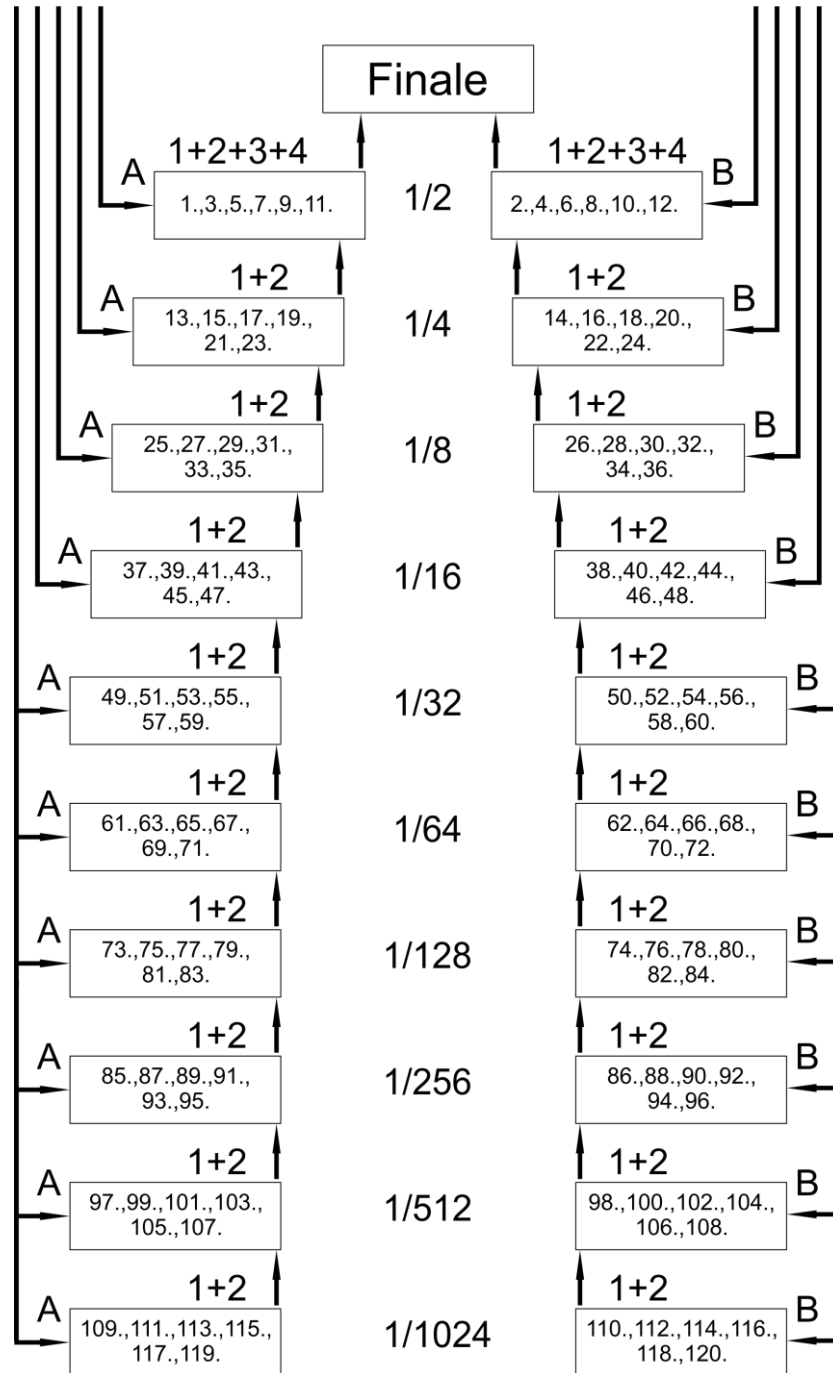 Finale
1+2+3+4 1+2+3+4
A 1/2 B
1.,3.,5.,7.,9.,11. 2.,4.,6.,8.,10.,12.
1+2 1+2
A B
13.,15.,17.,19., 1/4 14.,16.,18.,20.,
21.,23. 22.,24.
1+2 1+2
A B
25.,27.,29.,31., 1/8 26.,28.,30.,32.,
33.,35. 34.,36.
1+2 1+2
A B
37.,39.,41.,43., 1/16 38.,40.,42.,44.,
45.,47. 46.,48.
1+2 1+2
A B
49.,51.,53.,55., 1/32 50.,52.,54.,56.,
57.,59. 58.,60.
1+2 1+2
A B
61.,63.,65.,67., 1/64 62.,64.,66.,68.,
69.,71. 70.,72.
1+2 1+2
A B
73.,75.,77.,79., 1/128 74.,76.,78.,80.,
81.,83. 82.,84.
1+2 1+2
A B
85.,87.,89.,91., 1/256 86.,88.,90.,92.,
93.,95. 94.,96.
1+2 1+2
A B
97.,99.,101.,103., 1/512 98.,100.,102.,104.,
105.,107. 106.,108.
1+2 1+2
A B
109.,111.,113.,115., 1/1024 110.,112.,114.,116.,
117.,119. 118.,120.